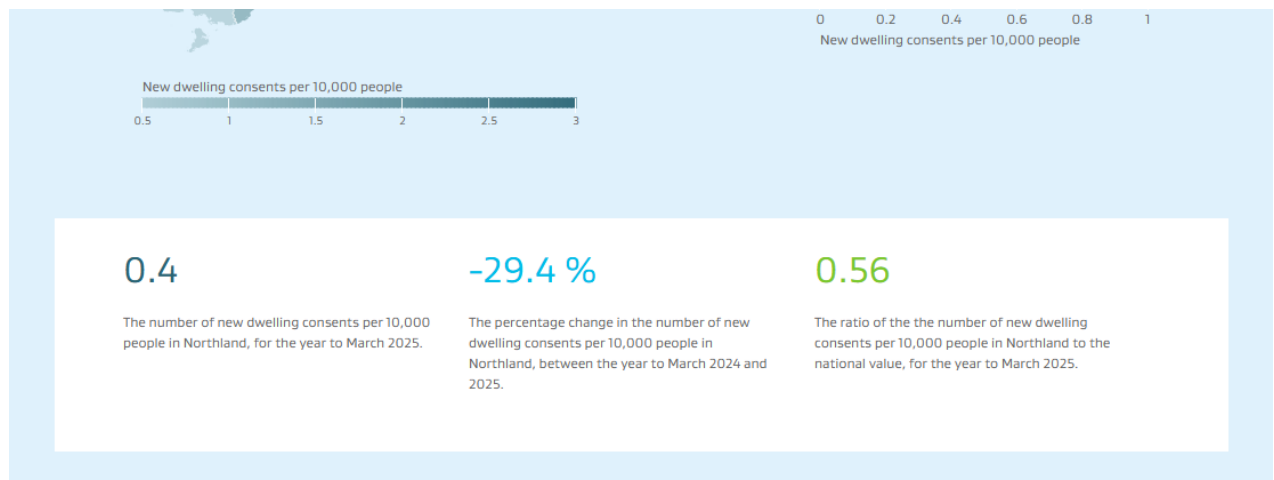 0 0.2 0.4 0.6 0.8 1
New dwelling consents per 10,000 people
New dwelling consents per 10,000 people
0.5 1 1.5 2 2.5 3
0.4
The number of new dwelling consents per 10,000
people in Northland, for the year to March 2025.
-29.4 %
The percentage change in the number of new
dwelling consents per 10,000 people in
Northland, between the year to March 2024 and
2025.
0.56
The ratio of the the number of new dwelling
consents per 10,000 people in Northland to the
national value, for the year to March 2025.